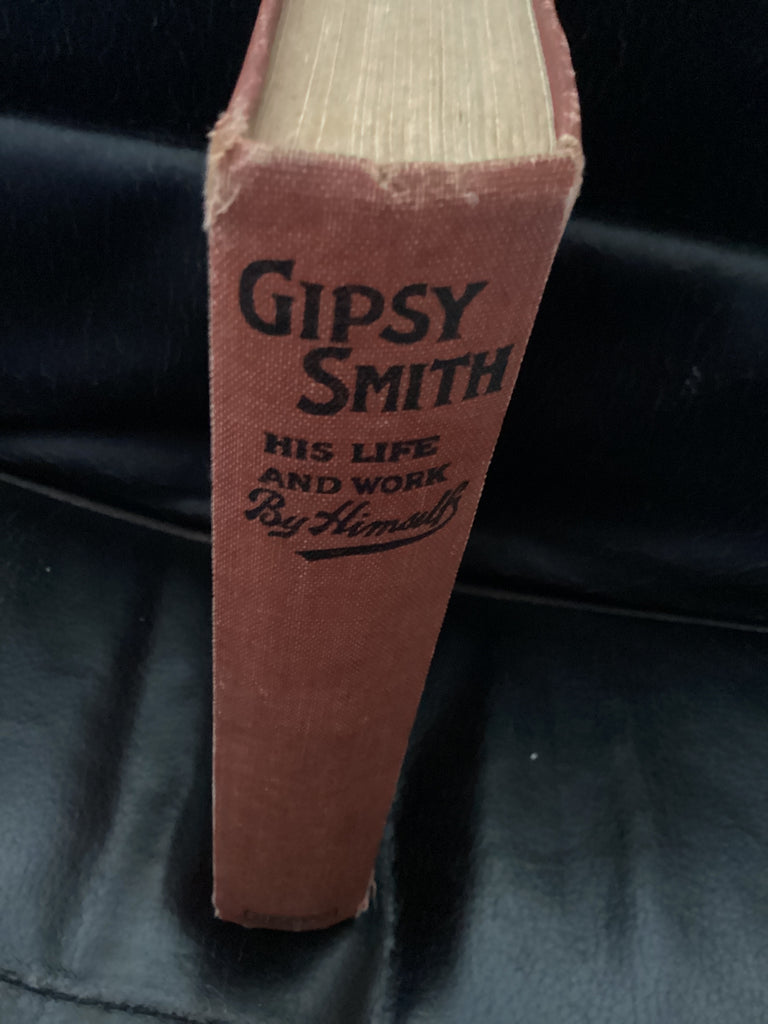 GIPSY
SMITH
HIS LIFE
AND WORK
By Himself